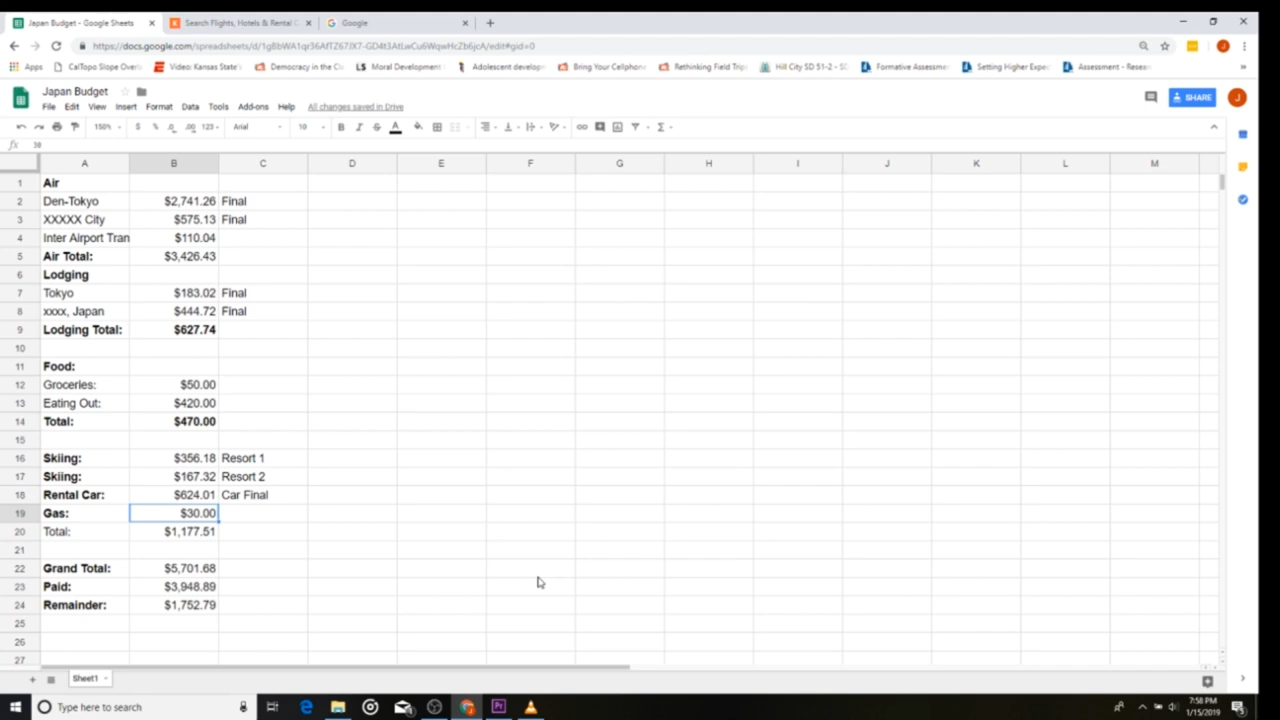 Japan Budget - Google Sheets
Search Flights, Hotels & Rental C
Google
https://docs.google.com/spreadsheets/d/1gBbWA1qr36AfTZ67JX7-GD4t3AtLwCu6WqwHcZb6jcA/edit#gid=0
Apps CalTopo Slope Over Video: Kansas State's Democracy in the Cl LS Moral Development Adolescent develop Bring Your Cellphon Rethinking Field Trip Hill City SD 51-2 - SD Formative Assessme Setting Higher Expec Assessment - Resea
Japan Budget
SHARE
J
File Edit View Insert Format Data Tools Add-ons Help All changes saved in Drive
150% $ % .0 .00 123 Arial 10 B I S A
fx 30
A B C D E F G H I J K L M
1 Air
2 Den-Tokyo $2,741.26 Final
3 XXXXX City $575.13 Final
4 Inter Airport Tran $110.04
5 Air Total: $3,426.43
6 Lodging
7 Tokyo $183.02 Final
8 xxxx, Japan $444.72 Final
9 Lodging Total: $627.74
10
11 Food:
12 Groceries: $50.00
13 Eating Out: $420.00
14 Total: $470.00
15
16 Skiing: $356.18 Resort 1
17 Skiing: $167.32 Resort 2
18 Rental Car: $624.01 Car Final
19 Gas: $30.00
20 Total: $1,177.51
21
22 Grand Total: $5,701.68
23 Paid: $3,948.89
24 Remainder: $1,752.79
25
26
27
Sheet1
Type here to search
7:58 PM
1/15/2019